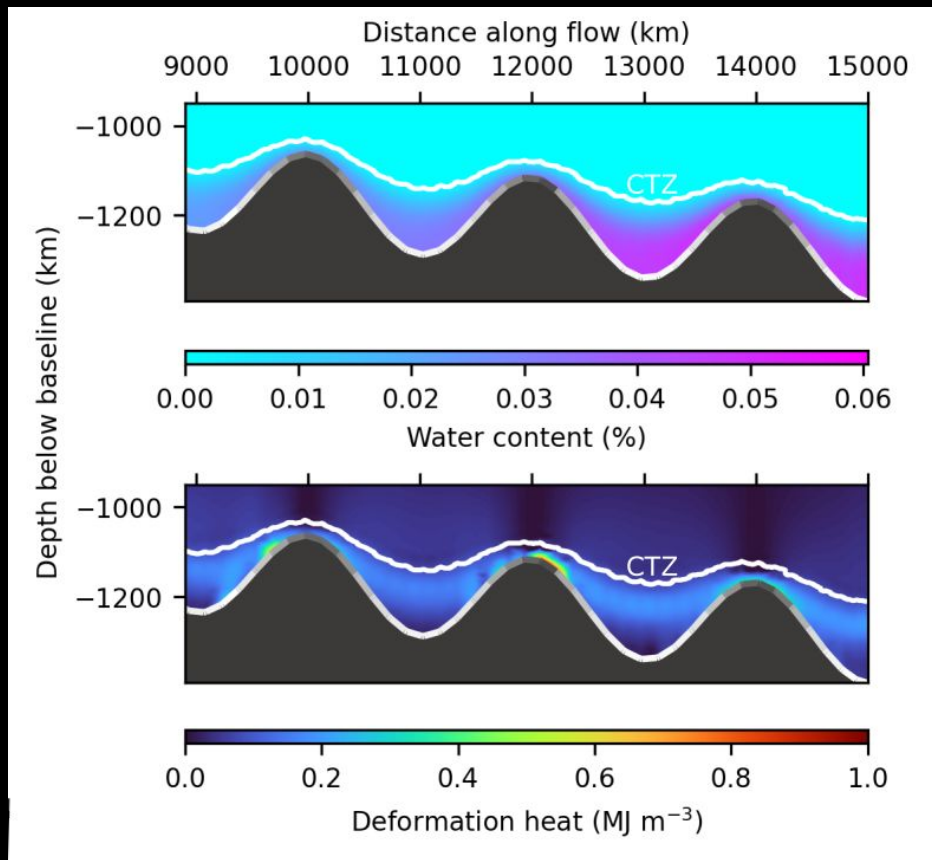 Distance along flow (km)
9000 10000 11000 12000 13000 14000 15000
−1000
CTZ
−1200
Depth below baseline (km)
0.00 0.01 0.02 0.03 0.04 0.05 0.06
Water content (%)
−1000
CTZ
−1200
0.0 0.2 0.4 0.6 0.8 1.0
Deformation heat (MJ m⁻³)